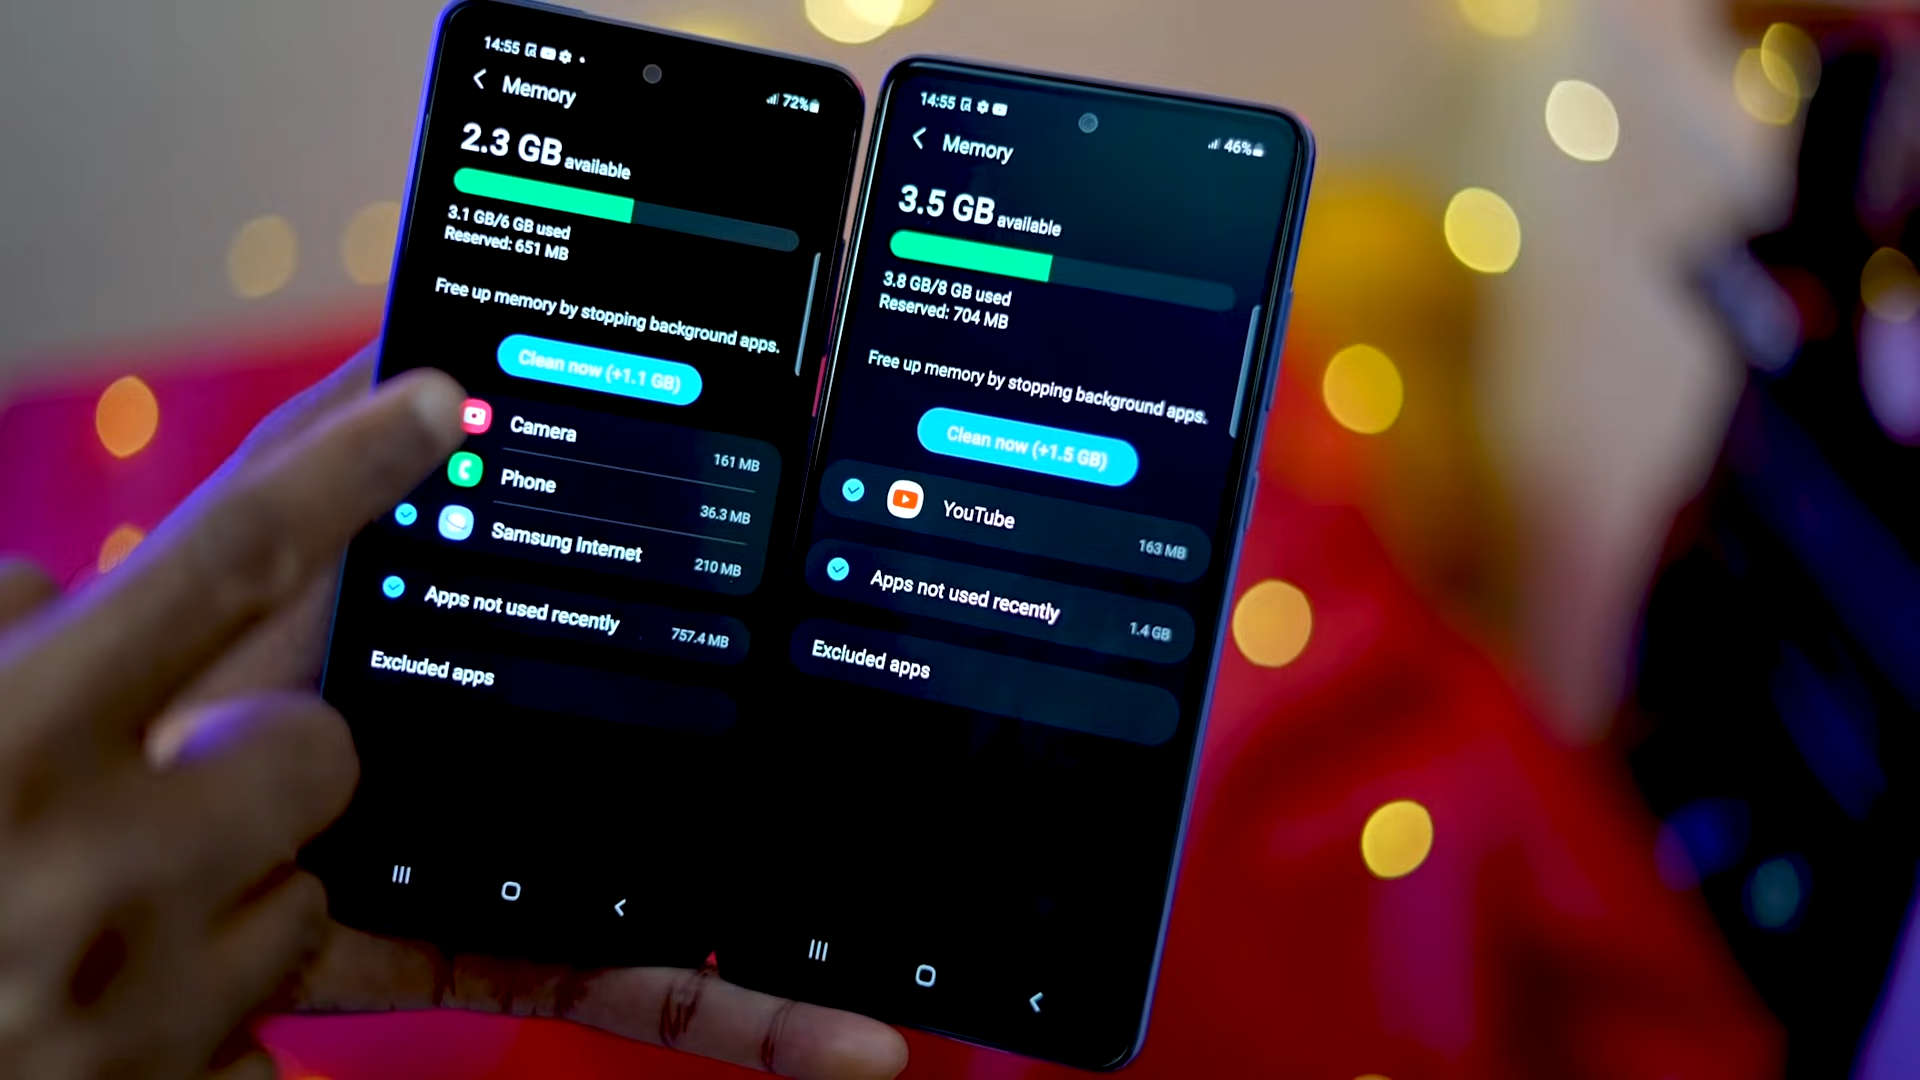 14:55
72%
Memory
2.3 GB available
3.1 GB/6 GB used
Reserved: 651 MB
Free up memory by stopping background apps.
Clean now (+1.1 GB)
Camera
161 MB
Phone
36.3 MB
Samsung Internet
210 MB
Apps not used recently
757.4 MB
Excluded apps
14:55
46%
Memory
3.5 GB available
3.8 GB/8 GB used
Reserved: 704 MB
Free up memory by stopping background apps.
Clean now (+1.5 GB)
YouTube
163 MB
Apps not used recently
1.4 GB
Excluded apps